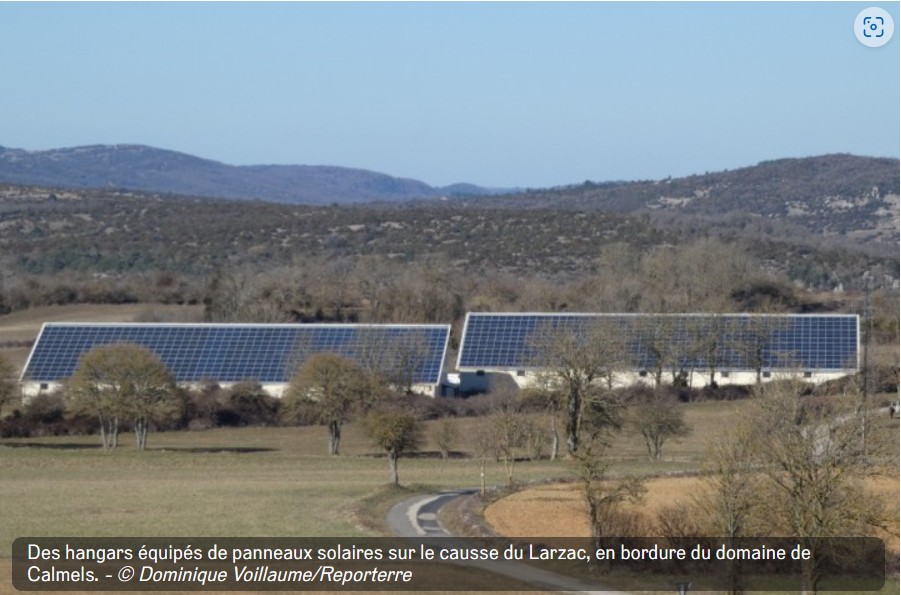 Des hangars équipés de panneaux solaires sur le causse du Larzac, en bordure du domaine de
Calmels. - © Dominique Voillaume/Reporterre